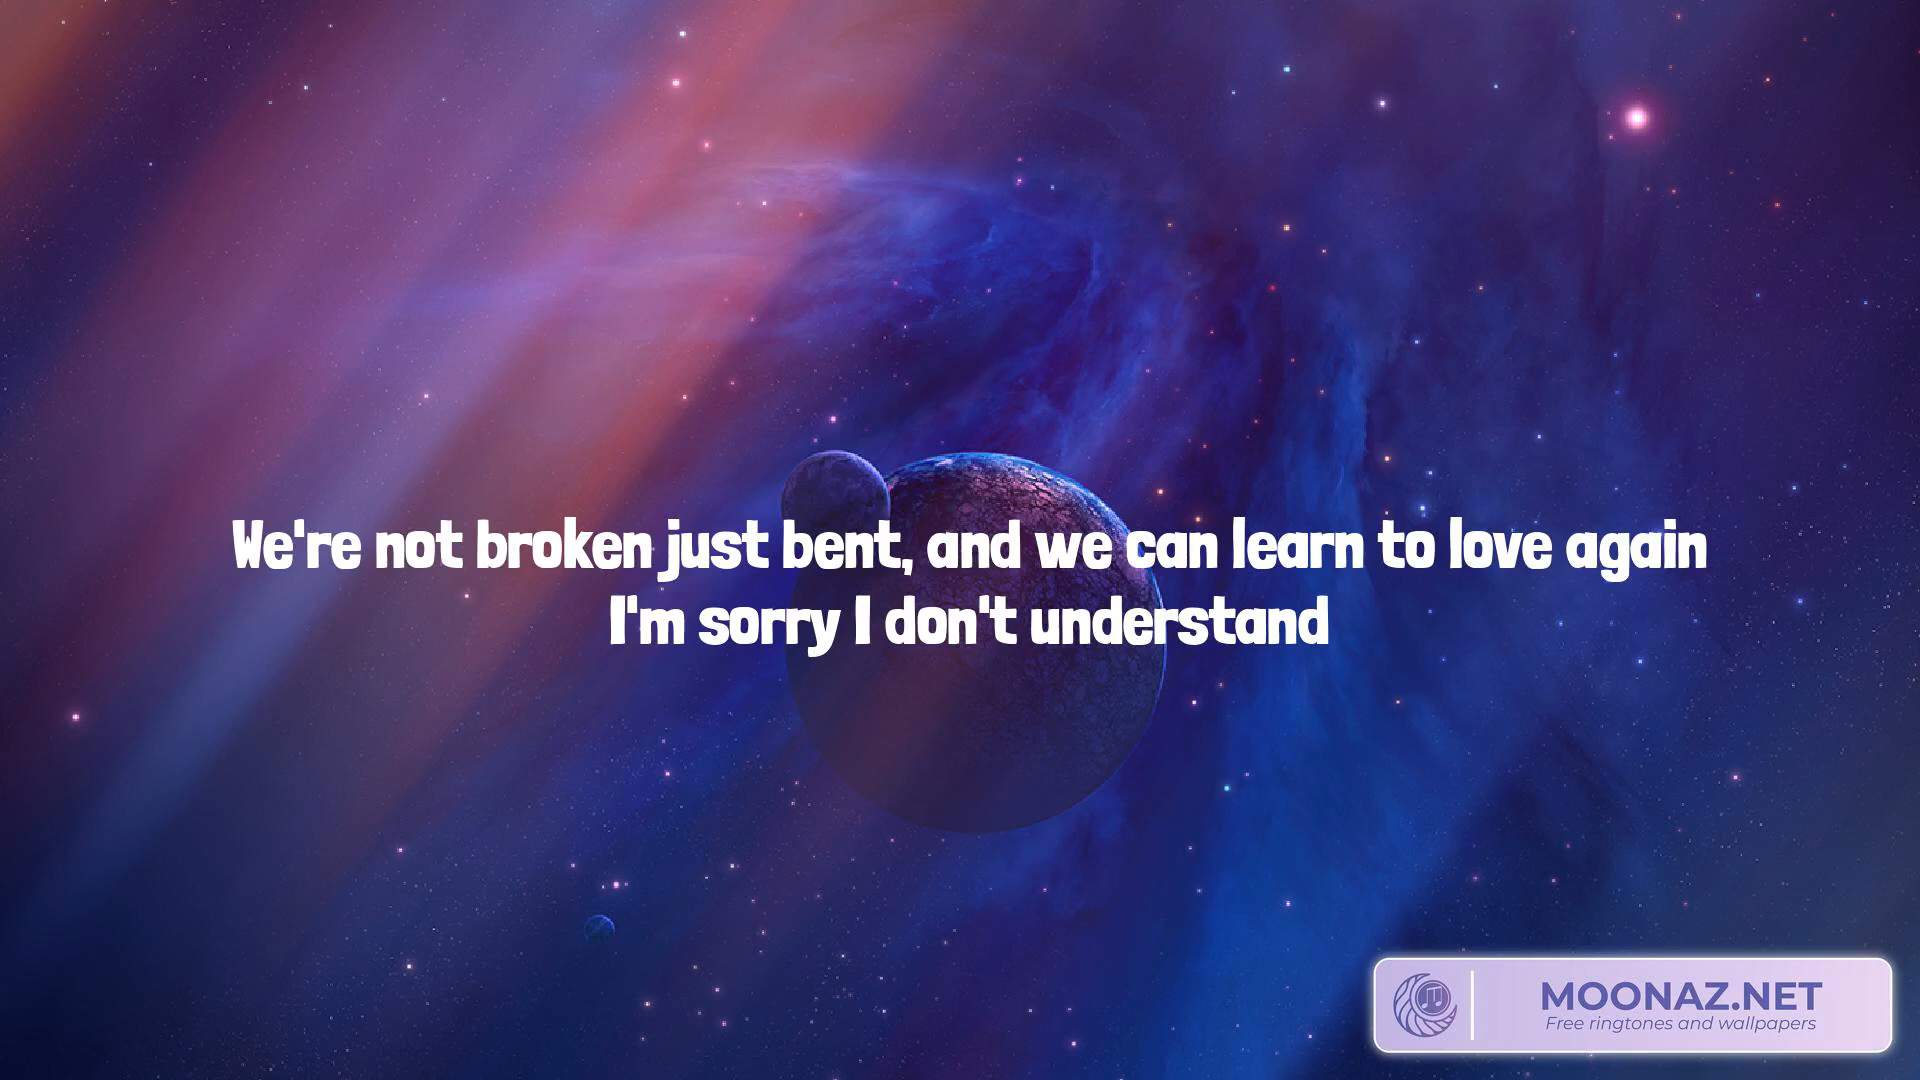 We're not broken just bent, and we can learn to love again
I'm sorry I don't understand
MOONAZ.NET
Free ringtones and wallpapers